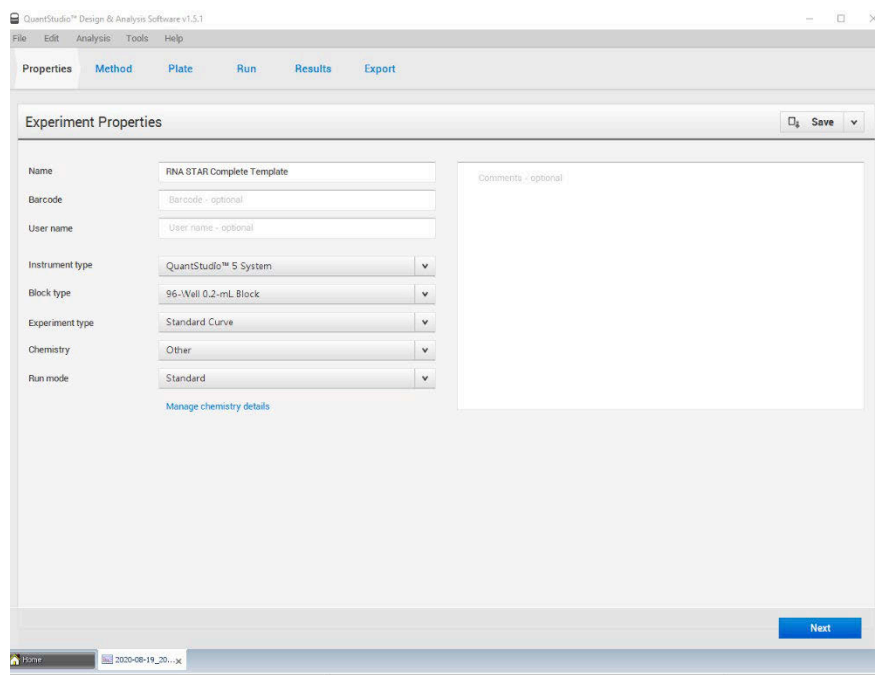 QuantStudio™ Design & Analysis Software v1.5.1
File Edit Analysis Tools Help
Properties Method Plate Run Results Export
Experiment Properties
Save
Name RNA STAR Complete Template
Comments - optional
Barcode Barcode - optional
User name User name - optional
Instrument type QuantStudio™ 5 System
Block type 96-Well 0.2-mL Block
Experiment type Standard Curve
Chemistry Other
Run mode Standard
Manage chemistry details
Next
Home 2020-08-19_20...x